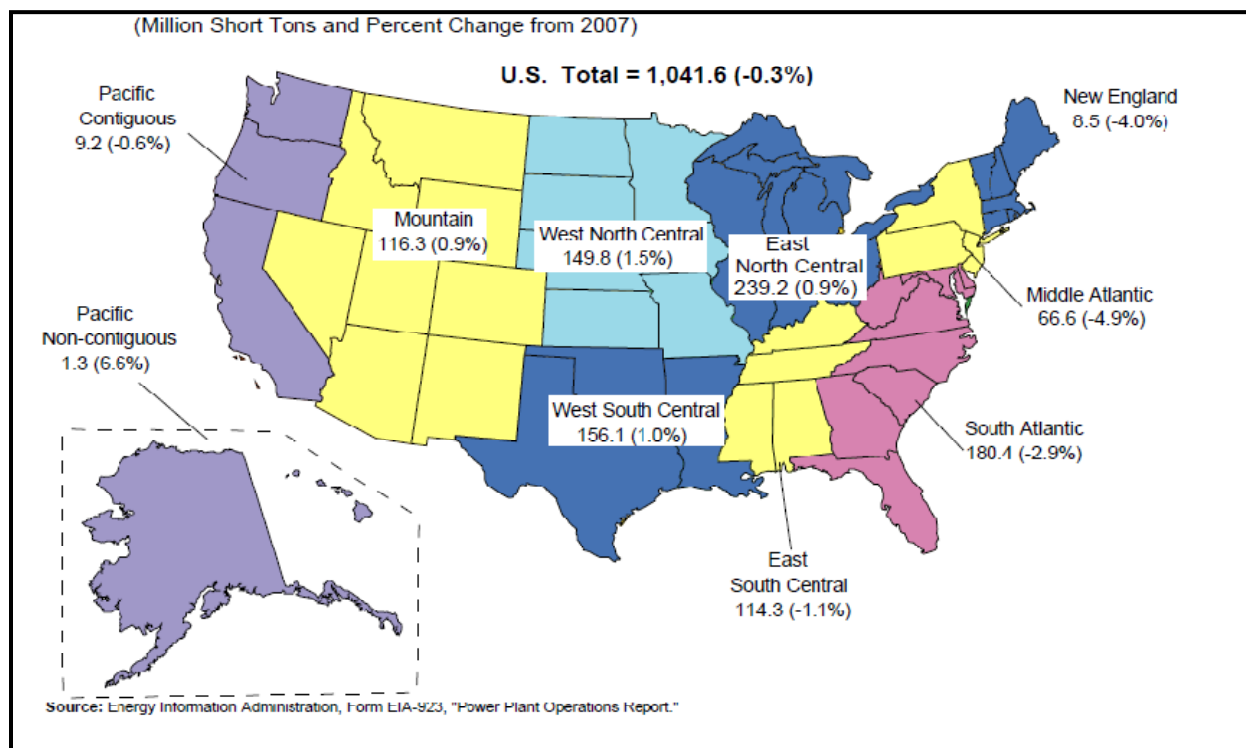 (Million Short Tons and Percent Change from 2007)
U.S. Total = 1,041.6 (-0.3%)
Pacific
Contiguous
9.2 (-0.6%)
New England
8.5 (-4.0%)
Mountain
116.3 (0.9%)
West North Central
149.8 (1.5%)
East
North Central
239.2 (0.9%)
Middle Atlantic
66.6 (-4.9%)
Pacific
Non-contiguous
1.3 (6.6%)
West South Central
156.1 (1.0%)
South Atlantic
180.4 (-2.9%)
East
South Central
114.3 (-1.1%)
Source: Energy Information Administration, Form EIA-923, "Power Plant Operations Report."